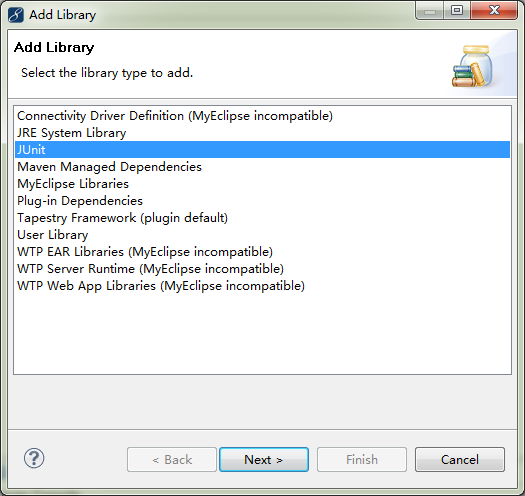 Add Library
Add Library
Select the library type to add.
Connectivity Driver Definition (MyEclipse incompatible)
JRE System Library
JUnit
Maven Managed Dependencies
MyEclipse Libraries
Plug-in Dependencies
Tapestry Framework (plugin default)
User Library
WTP EAR Libraries (MyEclipse incompatible)
WTP Server Runtime (MyEclipse incompatible)
WTP Web App Libraries (MyEclipse incompatible)
< Back
Next >
Finish
Cancel